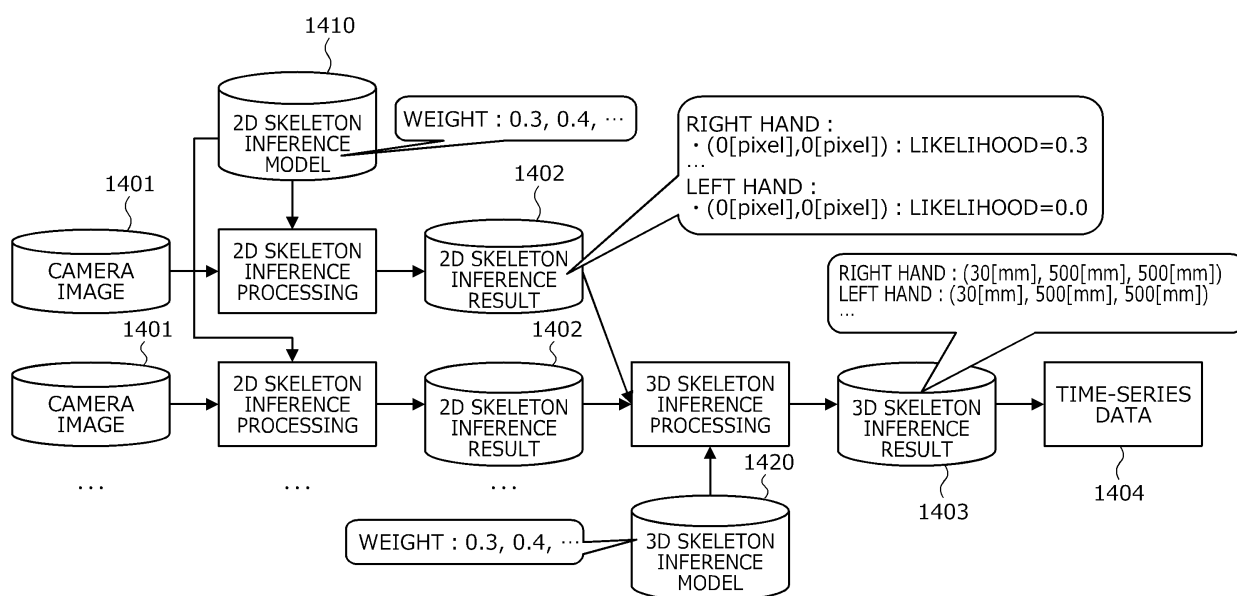 1410
2D SKELETON
INFERENCE
MODEL
WEIGHT : 0.3, 0.4, ⋯
RIGHT HAND :
・(0[pixel],0[pixel]) : LIKELIHOOD=0.3
⋯
LEFT HAND :
・(0[pixel],0[pixel]) : LIKELIHOOD=0.0
1401
CAMERA
IMAGE
2D SKELETON
INFERENCE
PROCESSING
1402
2D SKELETON
INFERENCE
RESULT
RIGHT HAND : (30[mm], 500[mm], 500[mm])
LEFT HAND : (30[mm], 500[mm], 500[mm])
⋯
1401
CAMERA
IMAGE
2D SKELETON
INFERENCE
PROCESSING
1402
2D SKELETON
INFERENCE
RESULT
3D SKELETON
INFERENCE
PROCESSING
3D SKELETON
INFERENCE
RESULT
1403
TIME-SERIES
DATA
1404
⋯
⋯
⋯
1420
3D SKELETON
INFERENCE
MODEL
WEIGHT : 0.3, 0.4, ⋯